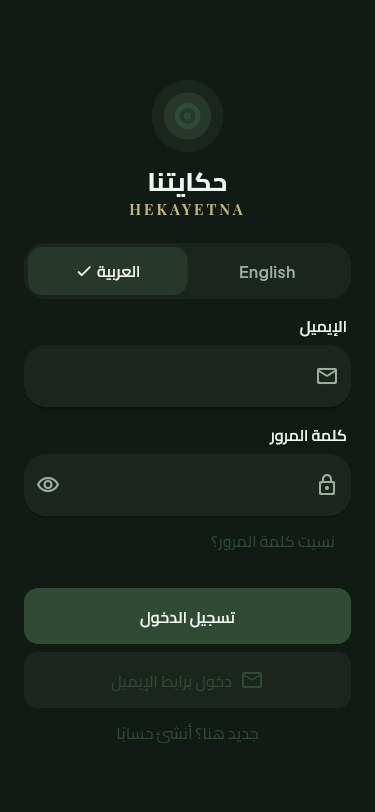 حكايتنا
HEKAYETNA
العربية
English
الإيميل
كلمة المرور
نسيت كلمة المرور؟
تسجيل الدخول
دخول برابط الإيميل
جديد هنا؟ أنشئ حسابًا